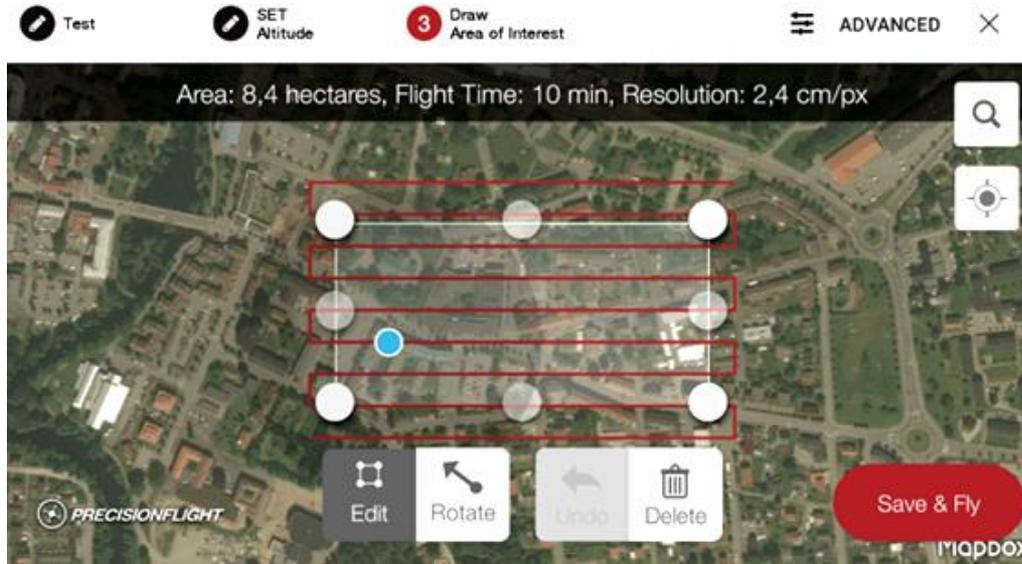 Test
SET
Altitude
3
Draw
Area of Interest
ADVANCED
Area: 8,4 hectares, Flight Time: 10 min, Resolution: 2,4 cm/px
Edit
Rotate
Undo
Delete
Save & Fly
PRECISIONFLIGHT
Mapbox